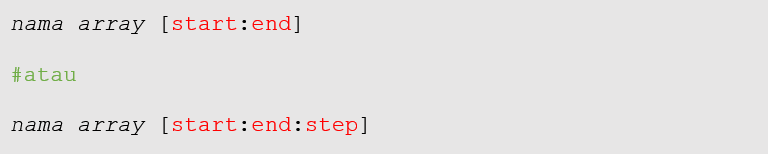 nama array [start:end]
#atau
nama array [start:end:step]